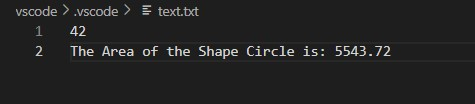 vscode > .vscode > text.txt
1 42
2 The Area of the Shape Circle is: 5543.72